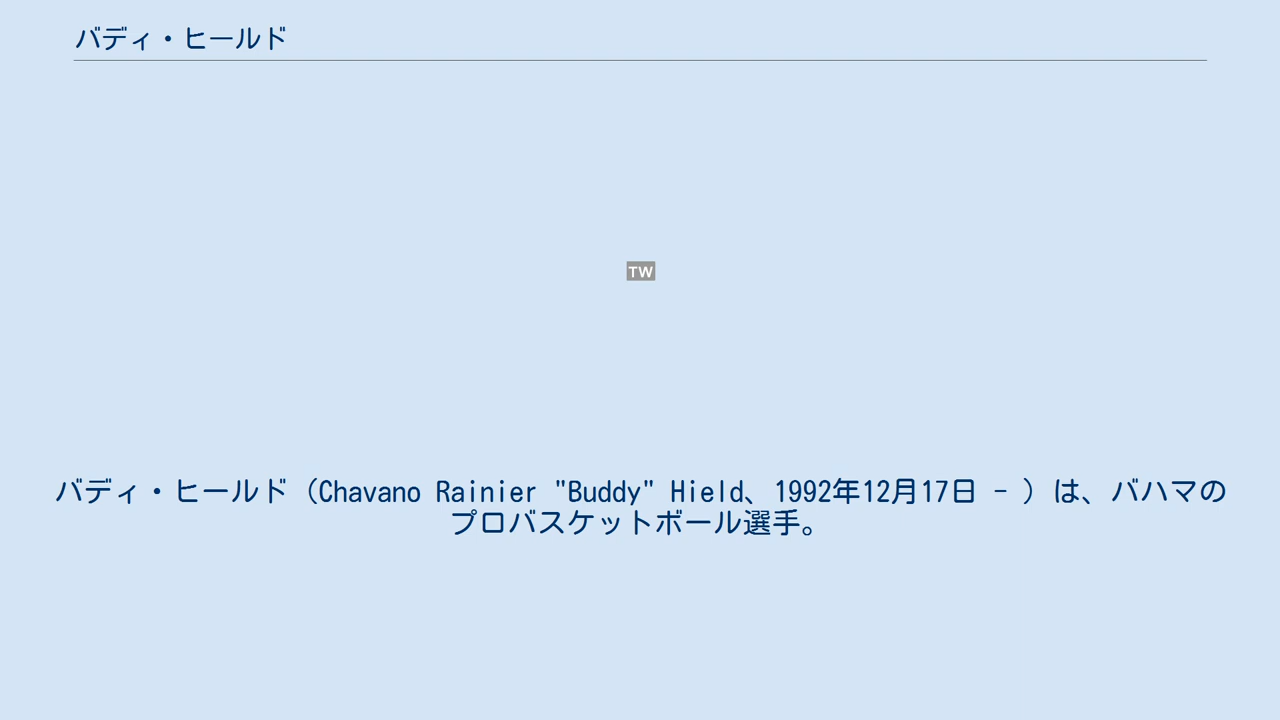 バディ・ヒールド
TW
バディ・ヒールド（Chavano Rainier "Buddy" Hield、1992年12月17日 - ）は、バハマの
プロバスケットボール選手。